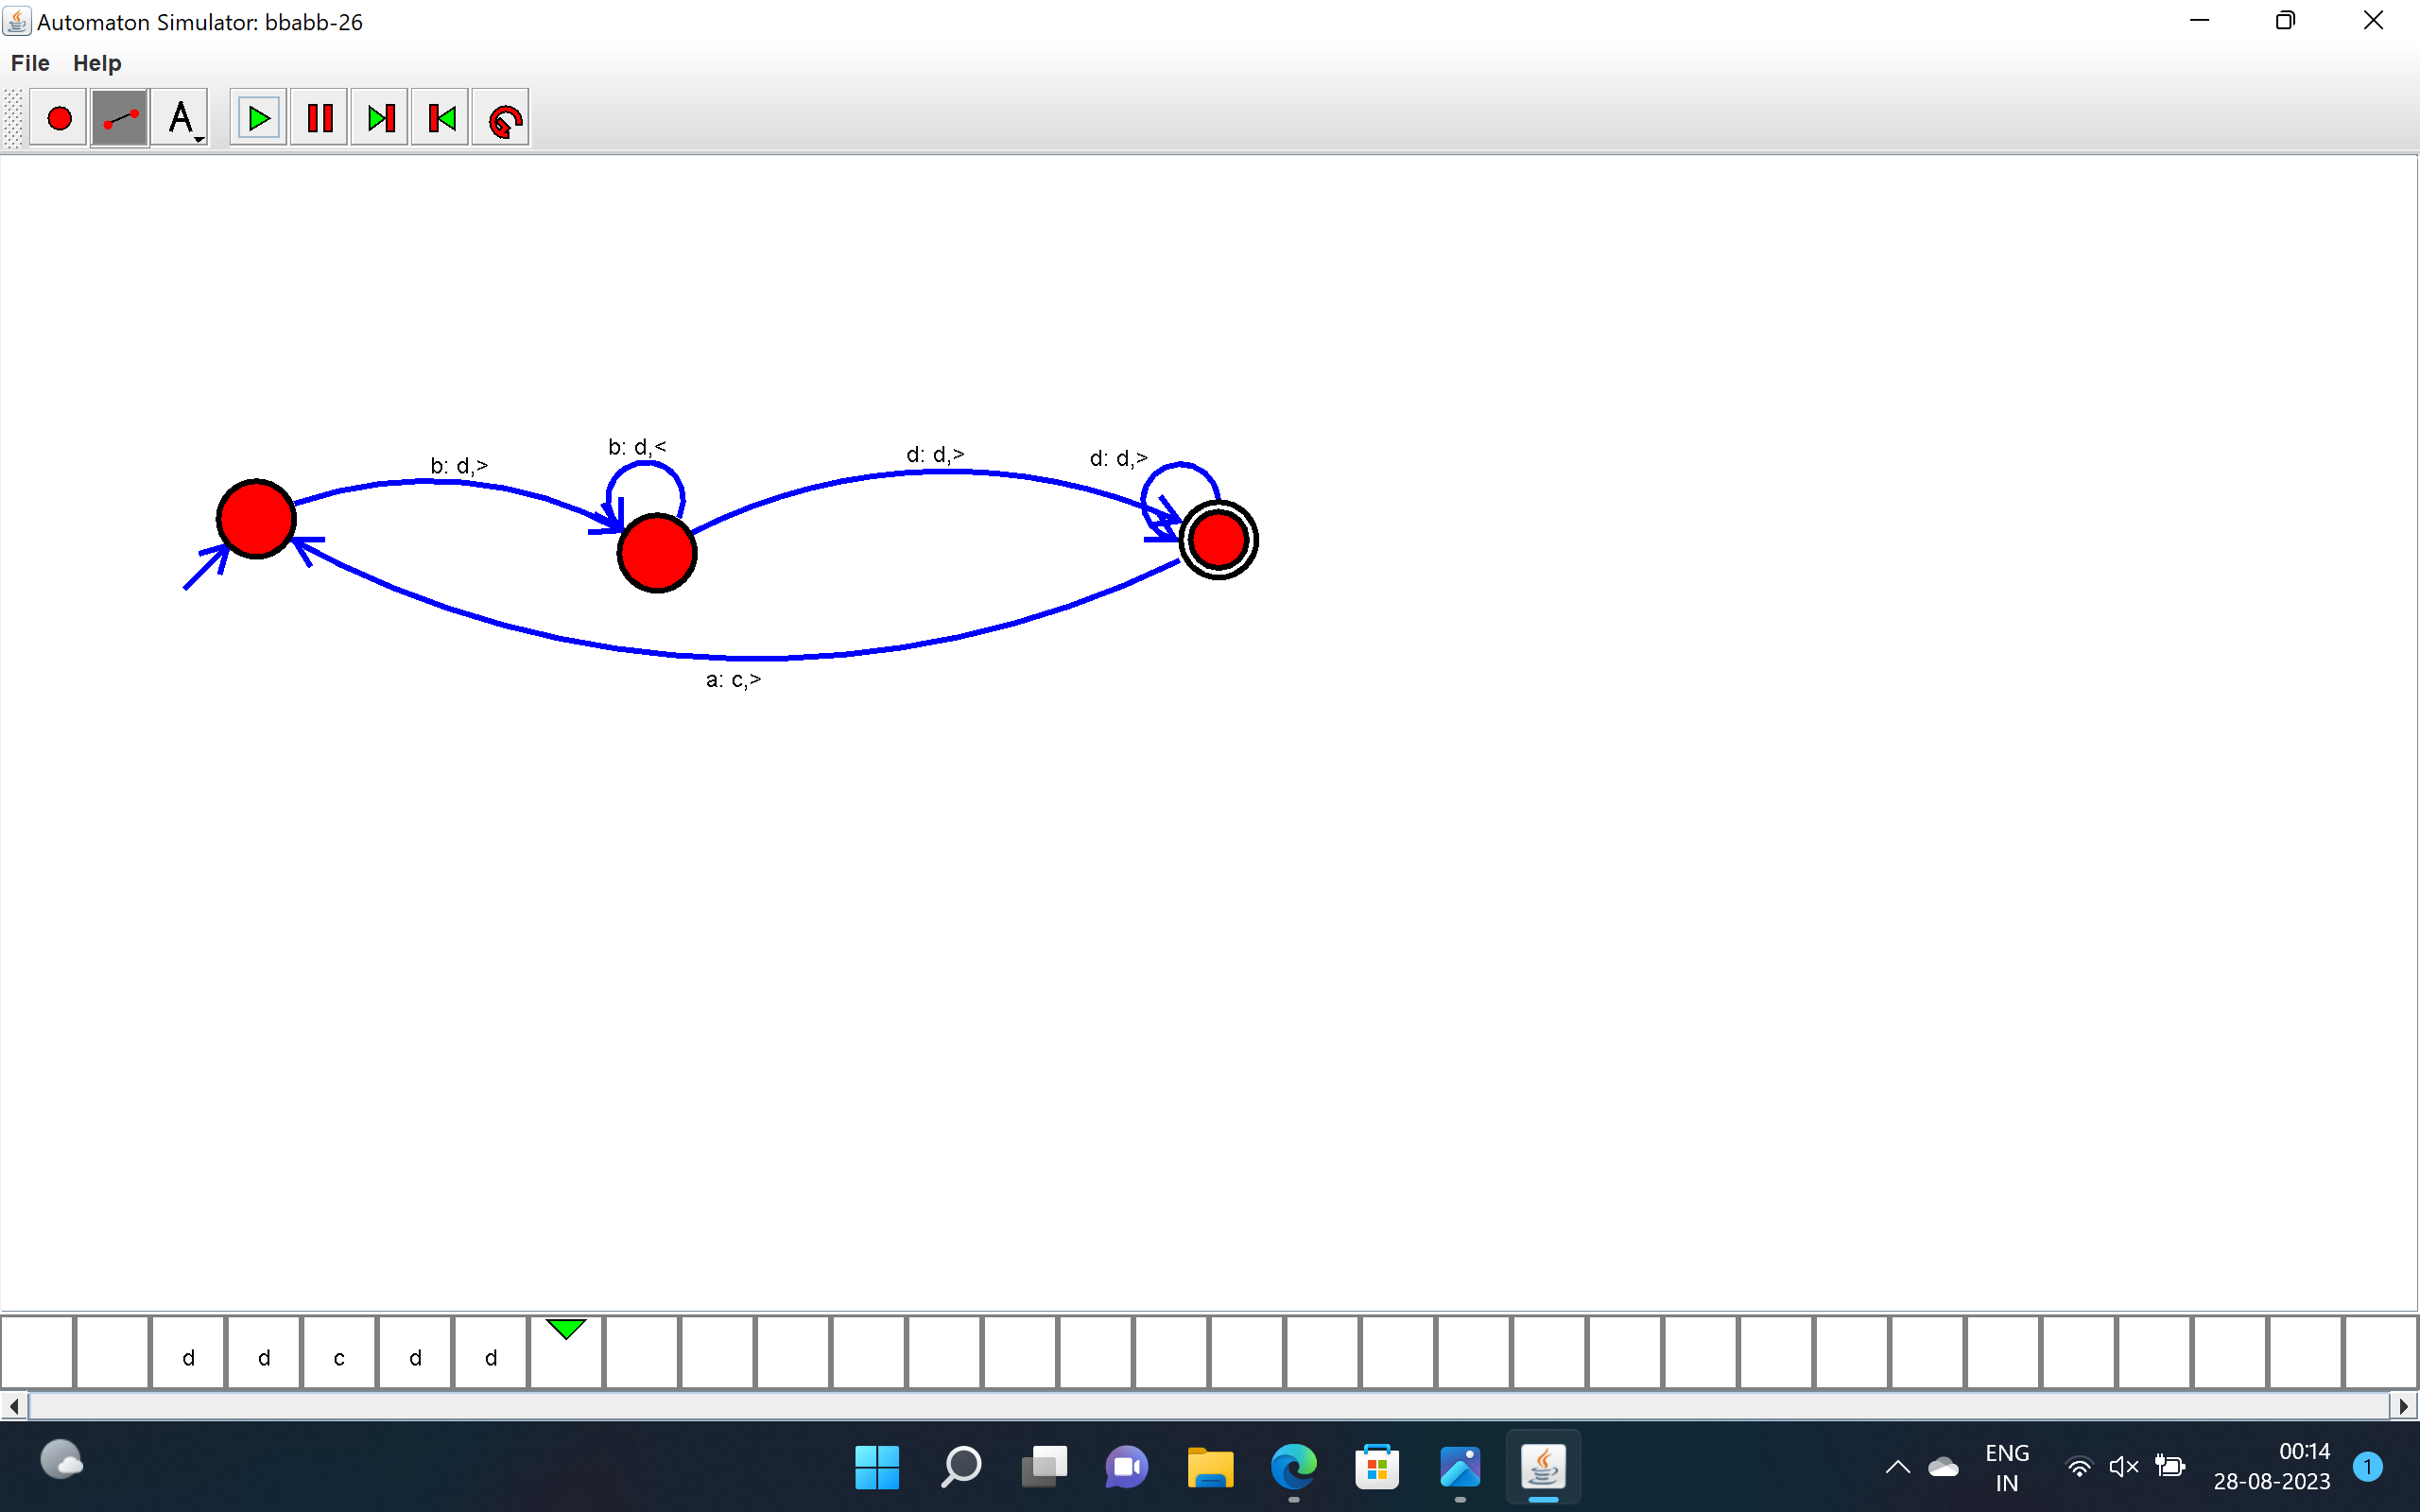 Automaton Simulator: bbabb-26
File Help
A
b: d,>
b: d,<
d: d,>
d: d,>
a: c,>
d d c d d
ENG
IN
00:14
28-08-2023
1